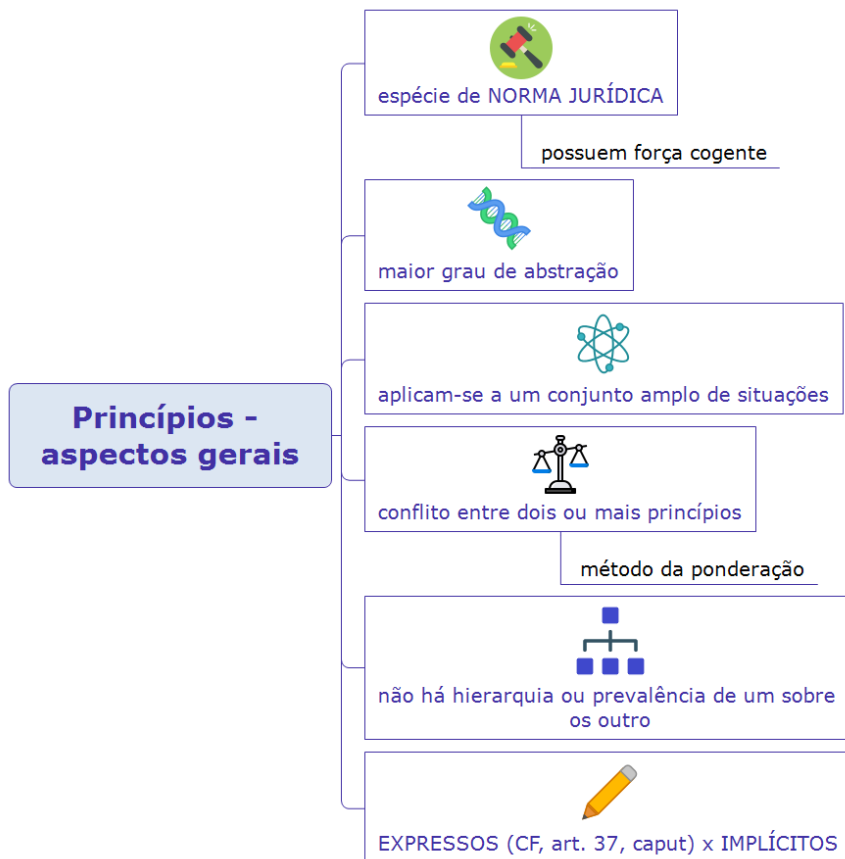 Princípios -
aspectos gerais
espécie de NORMA JURÍDICA
possuem força cogente
maior grau de abstração
aplicam-se a um conjunto amplo de situações
conflito entre dois ou mais princípios
método da ponderação
não há hierarquia ou prevalência de um sobre
os outro
EXPRESSOS (CF, art. 37, caput) x IMPLÍCITOS